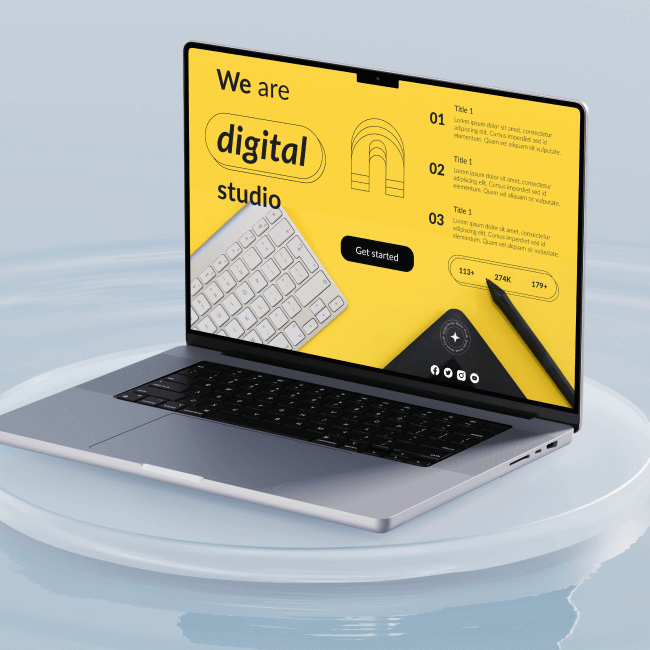 We are
digital
studio
Get started
01
Title 1
Lorem ipsum dolor sit amet, consectetur
adipiscing elit. Cursus imperdiet sed id
elementum. Quam vel aliquam sit vulputate.
02
Title 1
Lorem ipsum dolor sit amet, consectetur
adipiscing elit. Cursus imperdiet sed id
elementum. Quam vel aliquam sit vulputate.
03
Title 1
Lorem ipsum dolor sit amet, consectetur
adipiscing elit. Cursus imperdiet sed id
elementum. Quam vel aliquam sit vulputate.
113+ 274K 179+